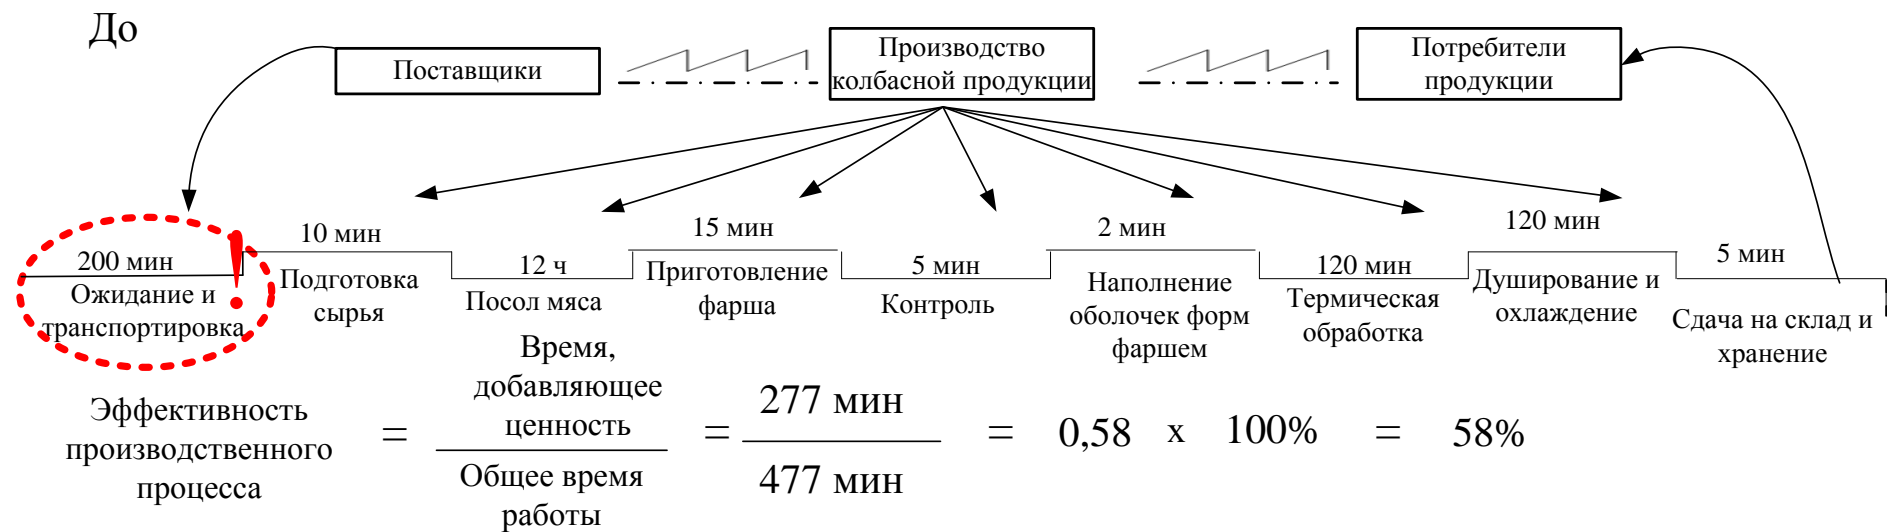 До
Поставщики
Производство
колбасной продукции
Потребители
продукции
200 мин
Ожидание и
транспортировка
!
10 мин
Подготовка
сырья
12 ч
Посол мяса
15 мин
Приготовление
фарша
5 мин
Контроль
2 мин
Наполнение
оболочек форм
фаршем
120 мин
Термическая
обработка
120 мин
Душирование и
охлаждение
5 мин
Сдача на склад и
хранение
Эффективность
производственного
процесса
=
Время,
добавляющее
ценность
Общее время
работы
=
277 мин
477 мин
= 0,58 х 100% = 58%